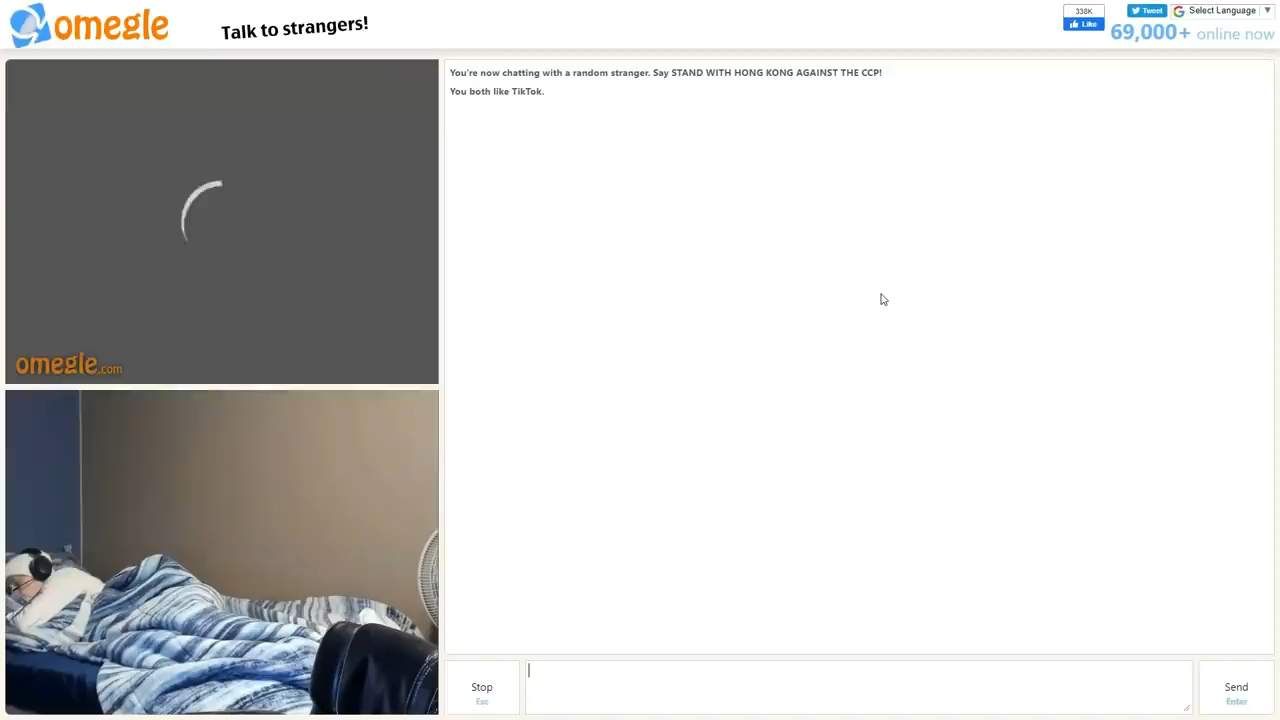 omegle
Talk to strangers!
338K
Like
Tweet
Select Language ▼
69,000+ online now
You're now chatting with a random stranger. Say STAND WITH HONG KONG AGAINST THE CCP!
You both like TikTok.
omegle.com
Stop
Esc
Send
Enter